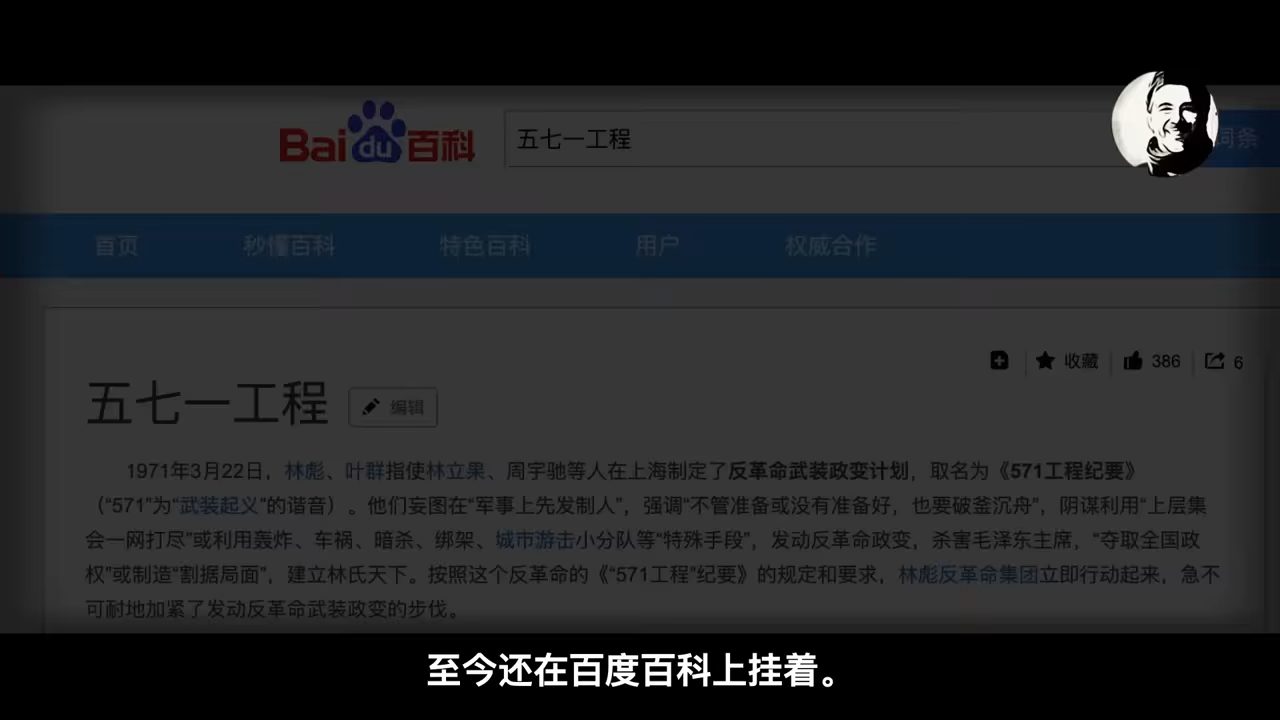 Bai du 百科
五七一工程
词条
首页 秒懂百科 特色百科 用户 权威合作
收藏 386 6
五七一工程 编辑
1971年3月22日，林彪、叶群指使林立果、周宇驰等人在上海制定了反革命武装政变计划，取名为《571工程纪要》
（“571”为“武装起义”的谐音）。他们妄图在“军事上先发制人”，强调“不管准备或没有准备好，也要破釜沉舟”，阴谋利用“上层集
会一网打尽”或利用轰炸、车祸、暗杀、绑架、城市游击小分队等“特殊手段”，发动反革命政变，杀害毛泽东主席，“夺取全国政
权”或制造“割据局面”，建立林氏天下。按照这个反革命的《“571工程”纪要》的规定和要求，林彪反革命集团立即行动起来，急不
可耐地加紧了发动反革命武装政变的步伐。
至今还在百度百科上挂着。